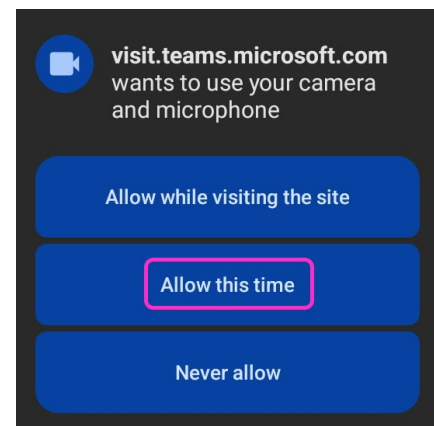 visit.teams.microsoft.com
wants to use your camera
and microphone
Allow while visiting the site
Allow this time
Never allow